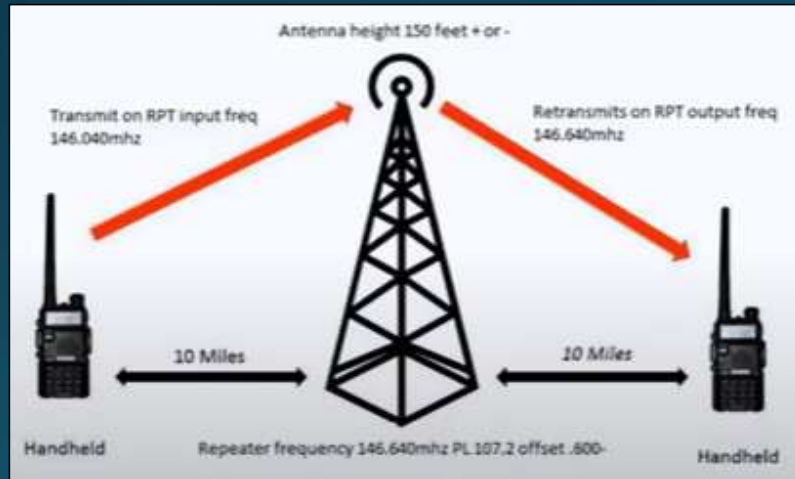 Antenna height 150 feet + or -
Transmit on RPT input freq
146.040mhz
Retransmits on RPT output freq
146.640mhz
10 Miles
10 Miles
Handheld
Repeater frequency 146.640mhz PL 107.2 offset .600-
Handheld